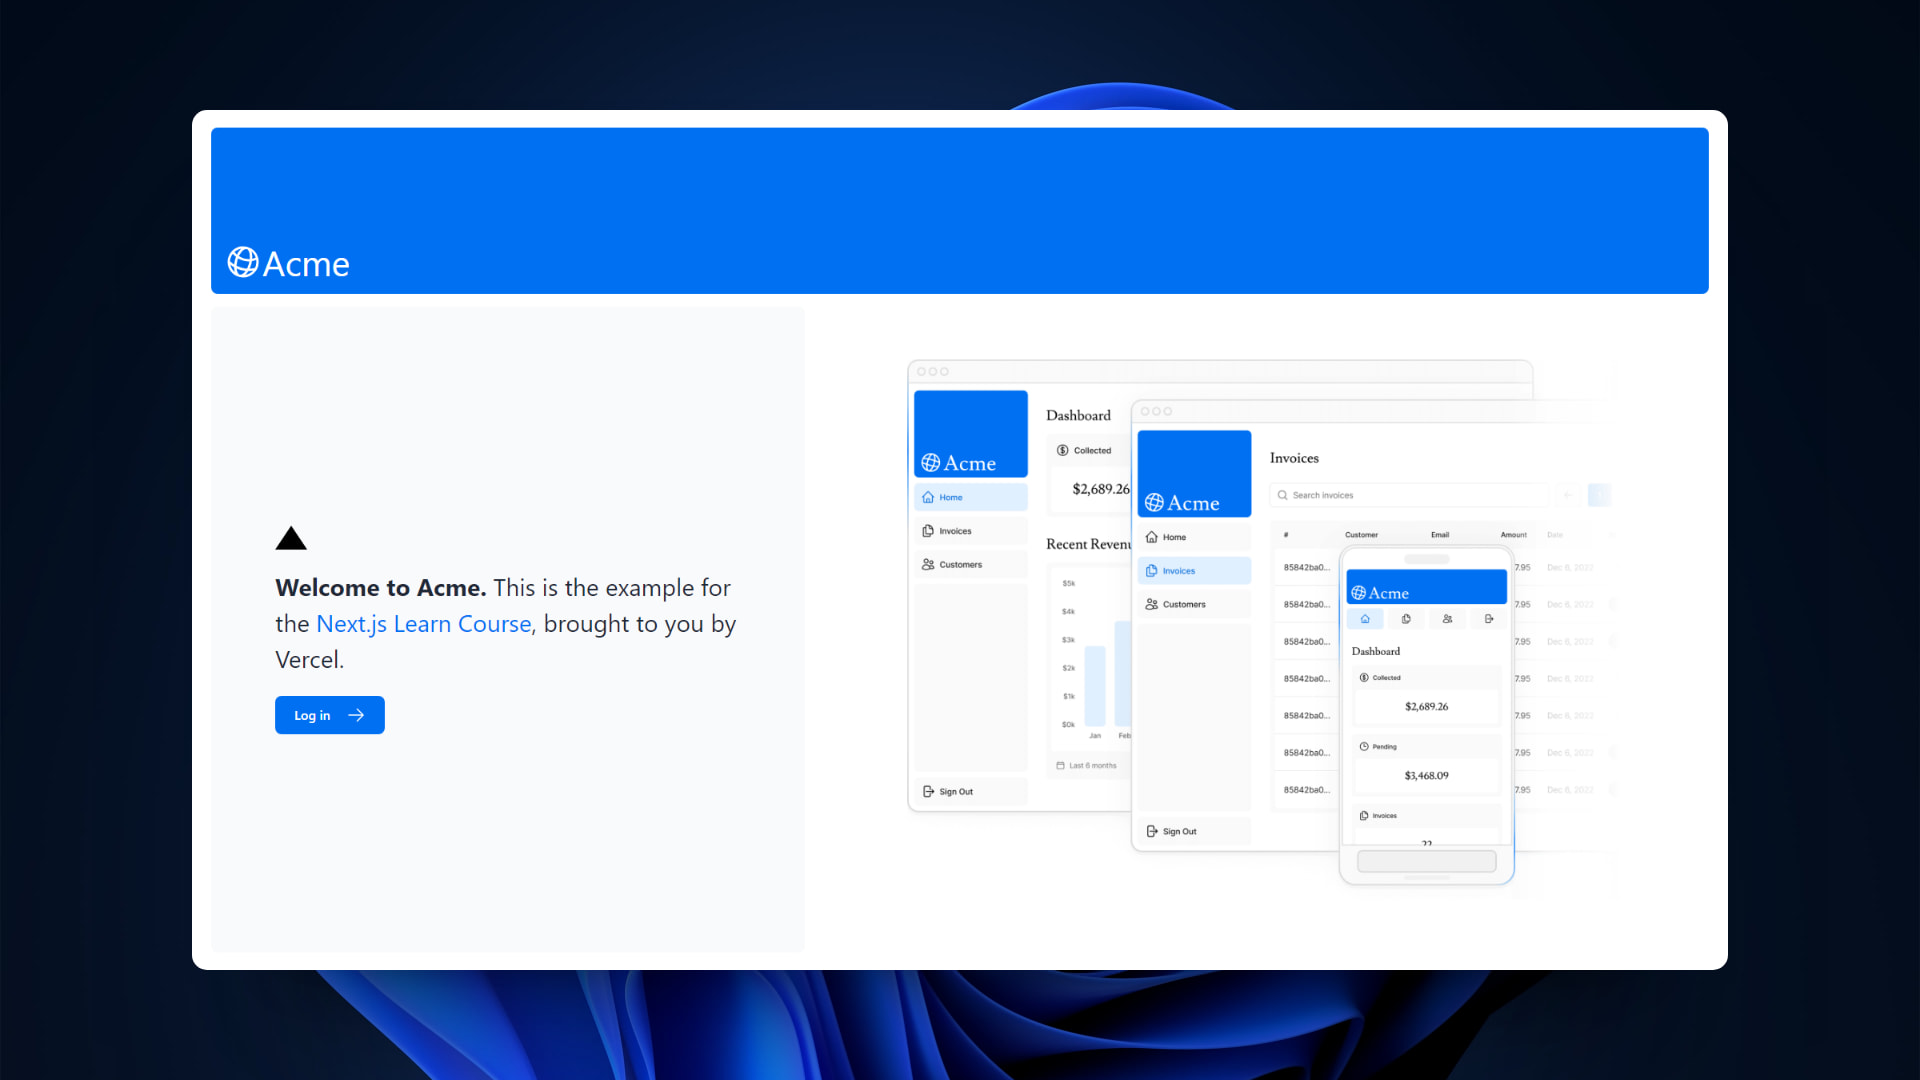 Acme
Welcome to Acme. This is the example for
the Next.js Learn Course, brought to you by
Vercel.
Log in
Acme
Home
Invoices
Customers
Sign Out
Dashboard
Collected
$2,689.26
Recent Revenu
$5k
$4k
$3k
$2k
$1k
$0k
Jan Feb
Last 6 months
Acme
Home
Invoices
Customers
Sign Out
Invoices
Search invoices
# Customer Email Amount Date
85842ba0... 7.95 Dec 6, 2022
85842ba0... 7.95 Dec 6, 2022
85842ba0... 7.95 Dec 6, 2022
85842ba0... 7.95 Dec 6, 2022
85842ba0... 7.95 Dec 6, 2022
85842ba0... 7.95 Dec 6, 2022
85842ba0... 7.95 Dec 6, 2022
Acme
Dashboard
Collected
$2,689.26
Pending
$3,468.09
Invoices
22